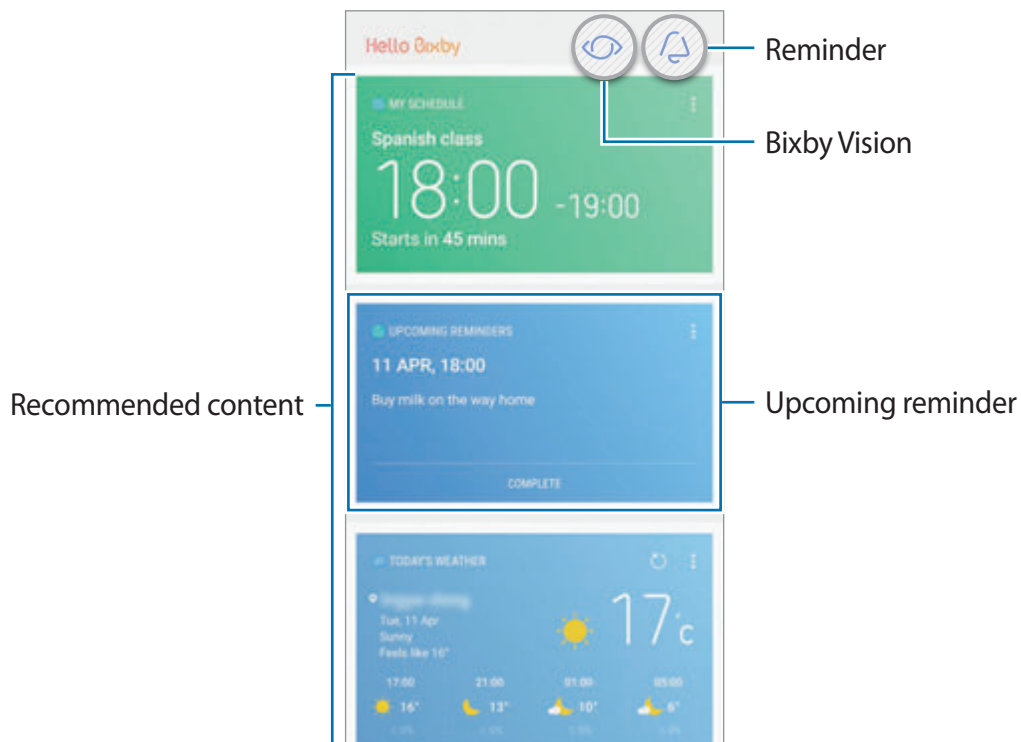 Hello Bixby
Reminder
Bixby Vision
MY SCHEDULE
Spanish class
18:00 -19:00
Starts in 45 mins
Recommended content
UPCOMING REMINDERS
11 APR, 18:00
Buy milk on the way home
COMPLETE
Upcoming reminder
TODAY'S WEATHER
17°c
Tue, 11 Apr
Sunny
Feels like 16°
17:00 21:00 01:00 05:00
16° 13° 10° 6°